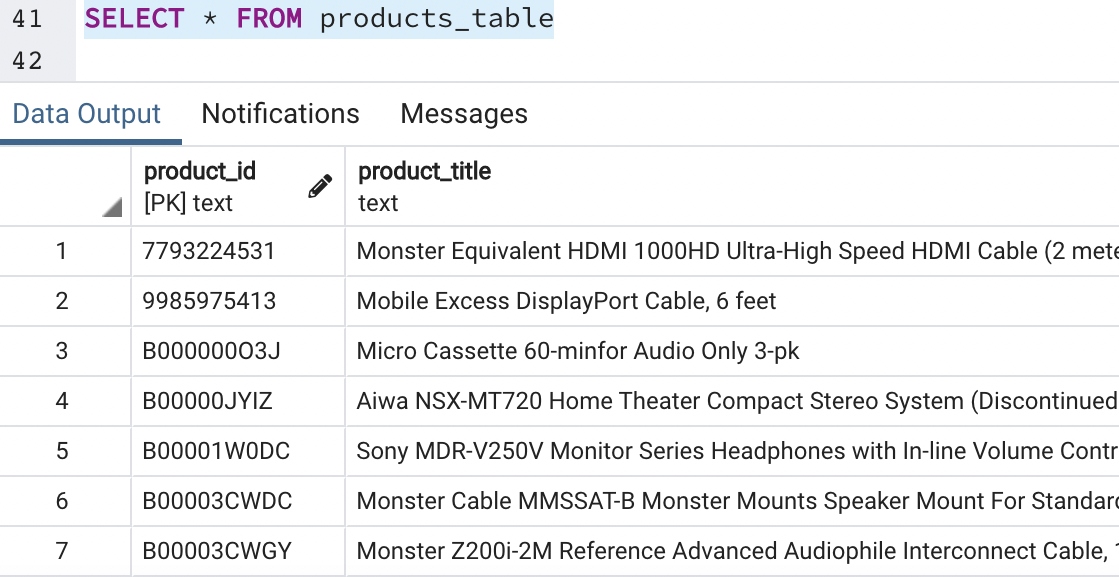 41 SELECT * FROM products_table
42
Data Output Notifications Messages
product_id product_title
[PK] text text
1 7793224531 Monster Equivalent HDMI 1000HD Ultra-High Speed HDMI Cable (2 mete
2 9985975413 Mobile Excess DisplayPort Cable, 6 feet
3 B00000003J Micro Cassette 60-minfor Audio Only 3-pk
4 B00000JYIZ Aiwa NSX-MT720 Home Theater Compact Stereo System (Discontinued
5 B00001W0DC Sony MDR-V250V Monitor Series Headphones with In-line Volume Contr
6 B00003CWDC Monster Cable MMSSAT-B Monster Mounts Speaker Mount For Standard
7 B00003CWGY Monster Z200i-2M Reference Advanced Audiophile Interconnect Cable, 1